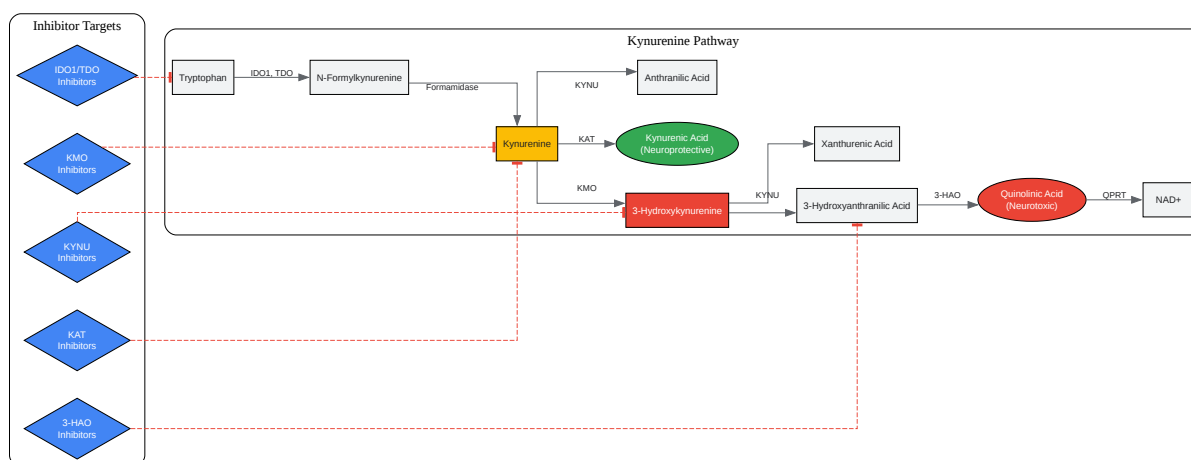 Inhibitor Targets
IDO1/TDO
Inhibitors
KMO
Inhibitors
KYNU
Inhibitors
KAT
Inhibitors
3-HAO
Inhibitors
Kynurenine Pathway
Tryptophan
IDO1, TDO
N-Formylkynurenine
Formamidase
Kynurenine
KYNU
Anthranilic Acid
KAT
Kynurenic Acid
(Neuroprotective)
KMO
3-Hydroxykynurenine
KYNU
Xanthurenic Acid
3-Hydroxyanthranilic Acid
3-HAO
Quinolinic Acid
(Neurotoxic)
QPRT
NAD+